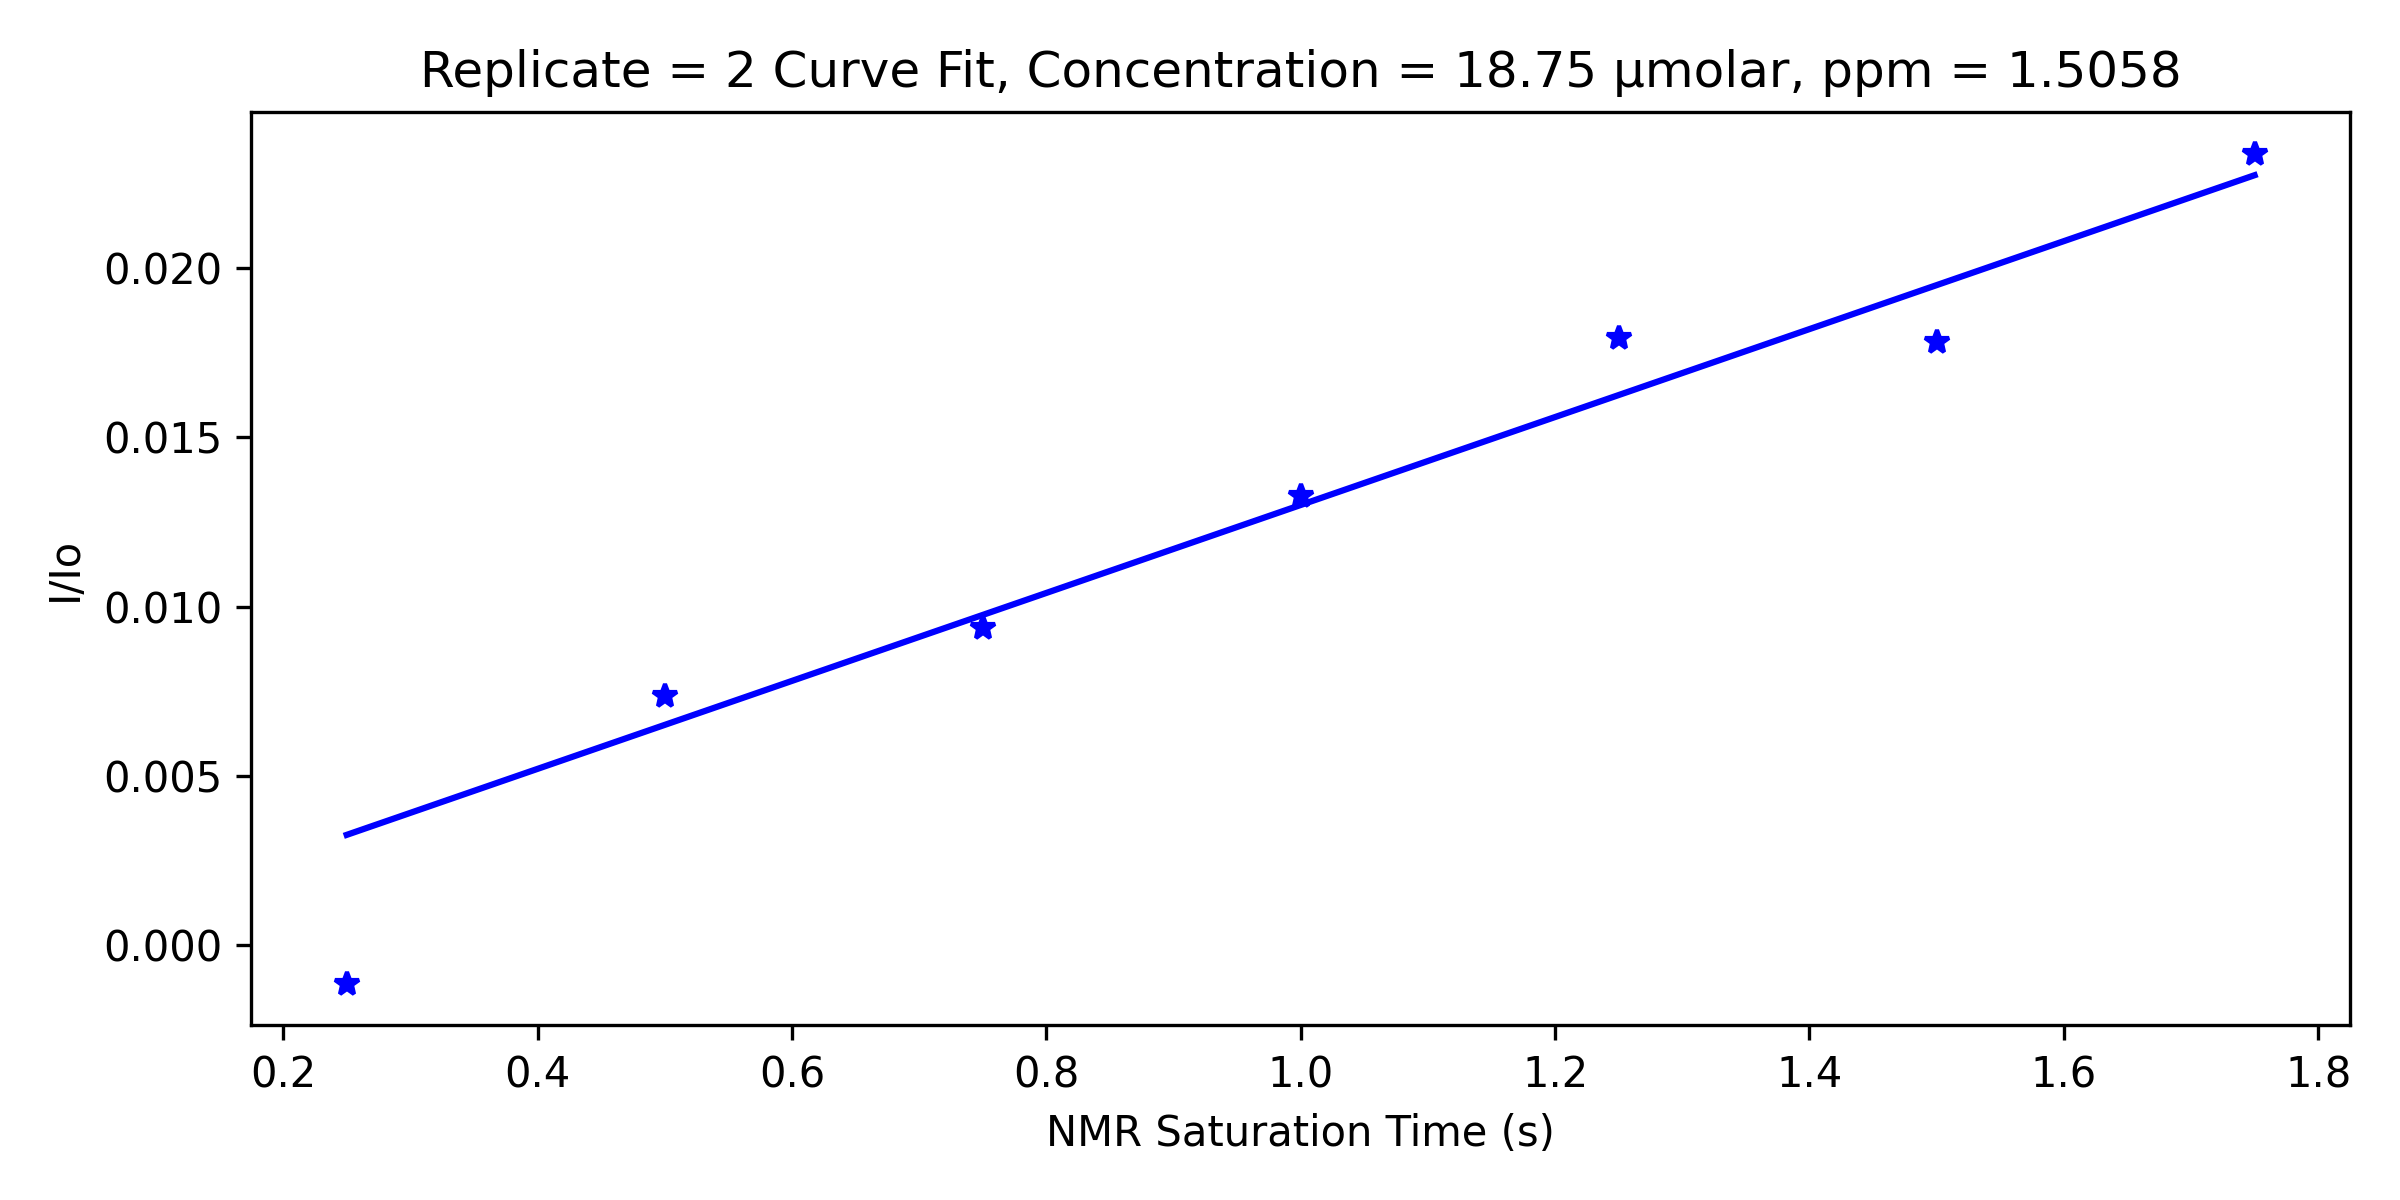 Replicate = 2 Curve Fit, Concentration = 18.75 μmolar, ppm = 1.5058
0.020
0.015
0.010
0.005
0.000
I/Io
0.2 0.4 0.6 0.8 1.0 1.2 1.4 1.6 1.8
NMR Saturation Time (s)